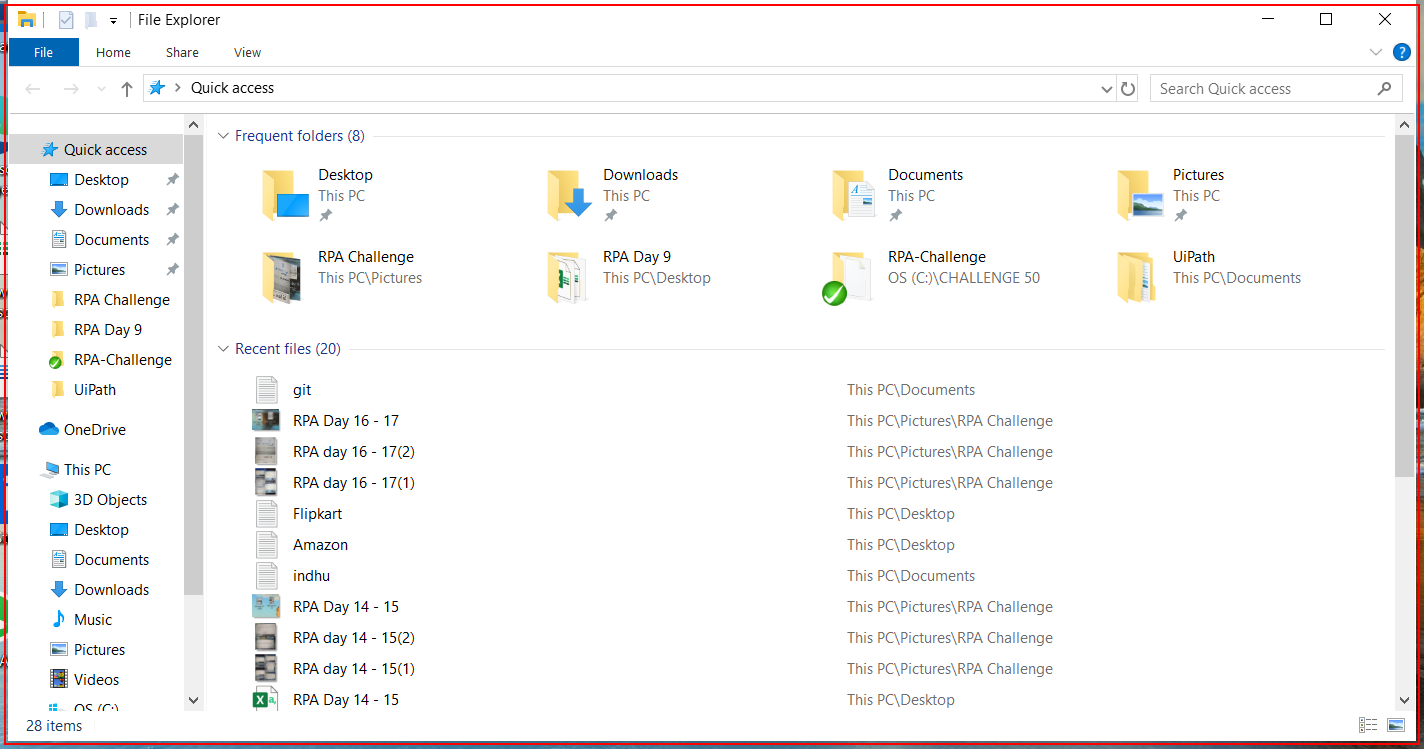 File Explorer
File Home Share View
Quick access
Search Quick access
Quick access
Desktop
Downloads
Documents
Pictures
RPA Challenge
RPA Day 9
RPA-Challenge
UiPath
OneDrive
This PC
3D Objects
Desktop
Documents
Downloads
Music
Pictures
Videos
OS (C:)
Frequent folders (8)
Desktop
This PC
Downloads
This PC
Documents
This PC
Pictures
This PC
RPA Challenge
This PC\Pictures
RPA Day 9
This PC\Desktop
RPA-Challenge
OS (C:)\CHALLENGE 50
UiPath
This PC\Documents
Recent files (20)
git This PC\Documents
RPA Day 16 - 17 This PC\Pictures\RPA Challenge
RPA day 16 - 17(2) This PC\Pictures\RPA Challenge
RPA day 16 - 17(1) This PC\Pictures\RPA Challenge
Flipkart This PC\Desktop
Amazon This PC\Desktop
indhu This PC\Documents
RPA Day 14 - 15 This PC\Pictures\RPA Challenge
RPA day 14 - 15(2) This PC\Pictures\RPA Challenge
RPA day 14 - 15(1) This PC\Pictures\RPA Challenge
RPA Day 14 - 15 This PC\Desktop
28 items